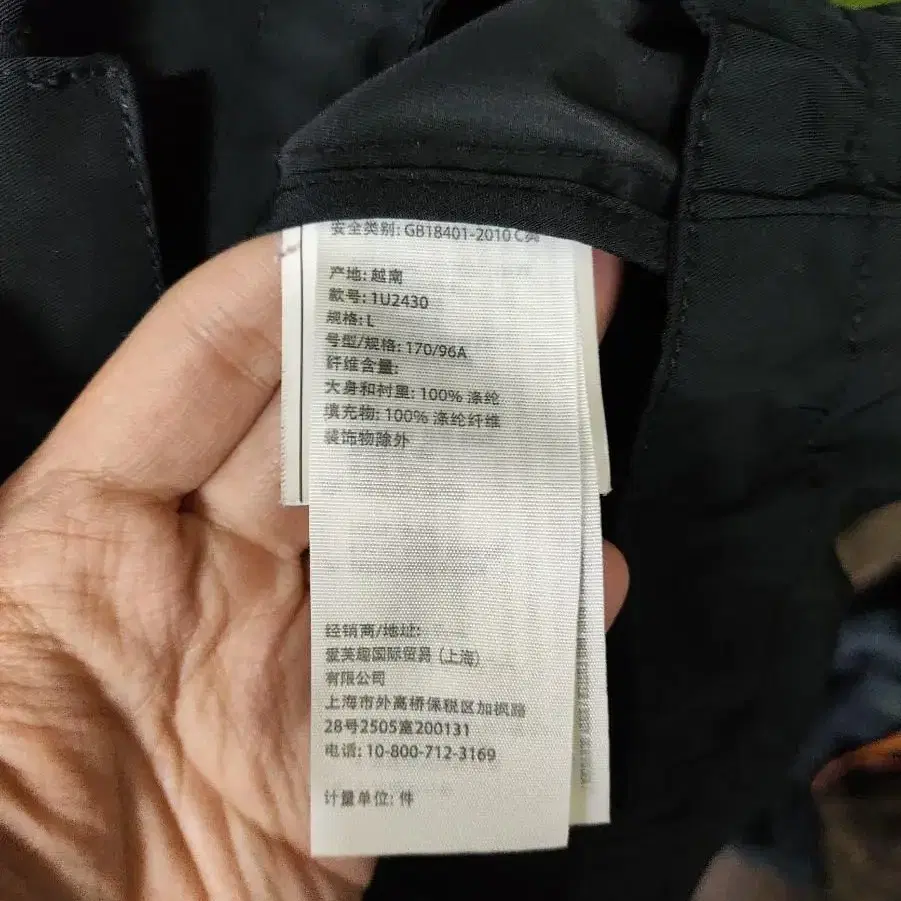 安全类别: GB18401-2010 C类
产地: 越南
款号: 1U2430
规格: L
号型/规格: 170/96A
纤维含量:
大身和衬里: 100% 涤纶
填充物: 100% 涤纶纤维
装饰物除外
经销商/地址:
爱芙趣国际贸易 (上海)
有限公司
上海市外高桥保税区加枫路
28号2505室200131
电话: 10-800-712-3169
计量单位: 件